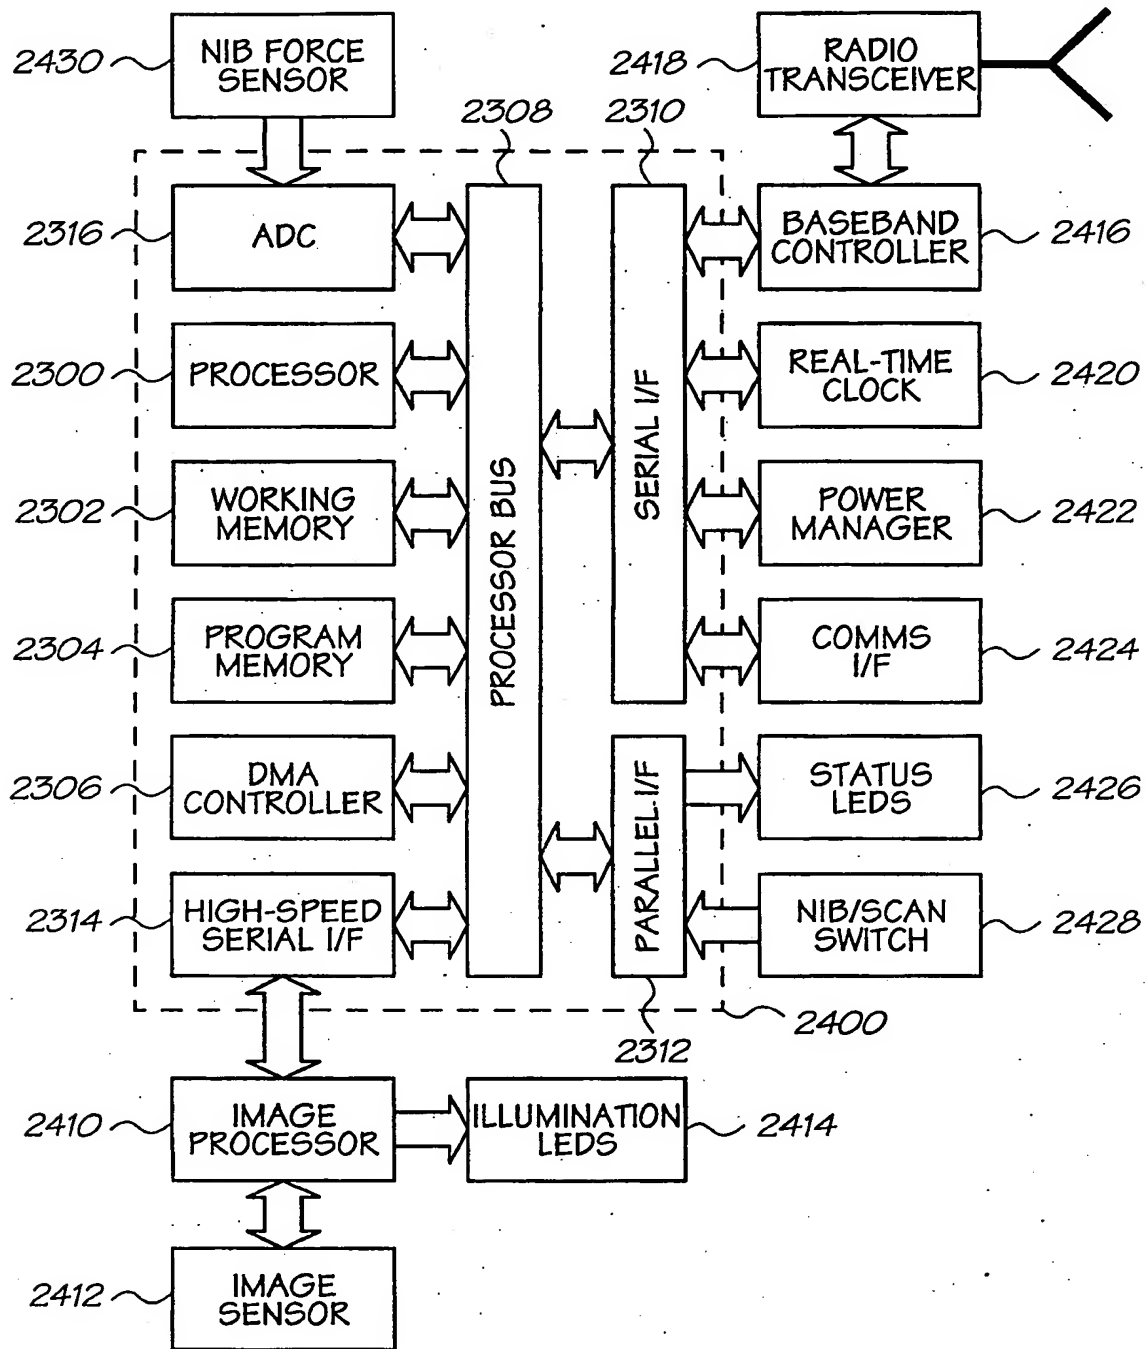 2430
NIB FORCE
SENSOR
2418
RADIO
TRANSCEIVER
2308
2310
2316
ADC
BASEBAND
CONTROLLER
2416
2300
PROCESSOR
REAL-TIME
CLOCK
2420
2302
WORKING
MEMORY
PROCESSOR BUS
SERIAL I/F
POWER
MANAGER
2422
2304
PROGRAM
MEMORY
COMMS
I/F
2424
2306
DMA
CONTROLLER
PARALLEL I/F
STATUS
LEDS
2426
2314
HIGH-SPEED
SERIAL I/F
NIB/SCAN
SWITCH
2428
2312
2400
2410
IMAGE
PROCESSOR
ILLUMINATION
LEDS
2414
2412
IMAGE
SENSOR